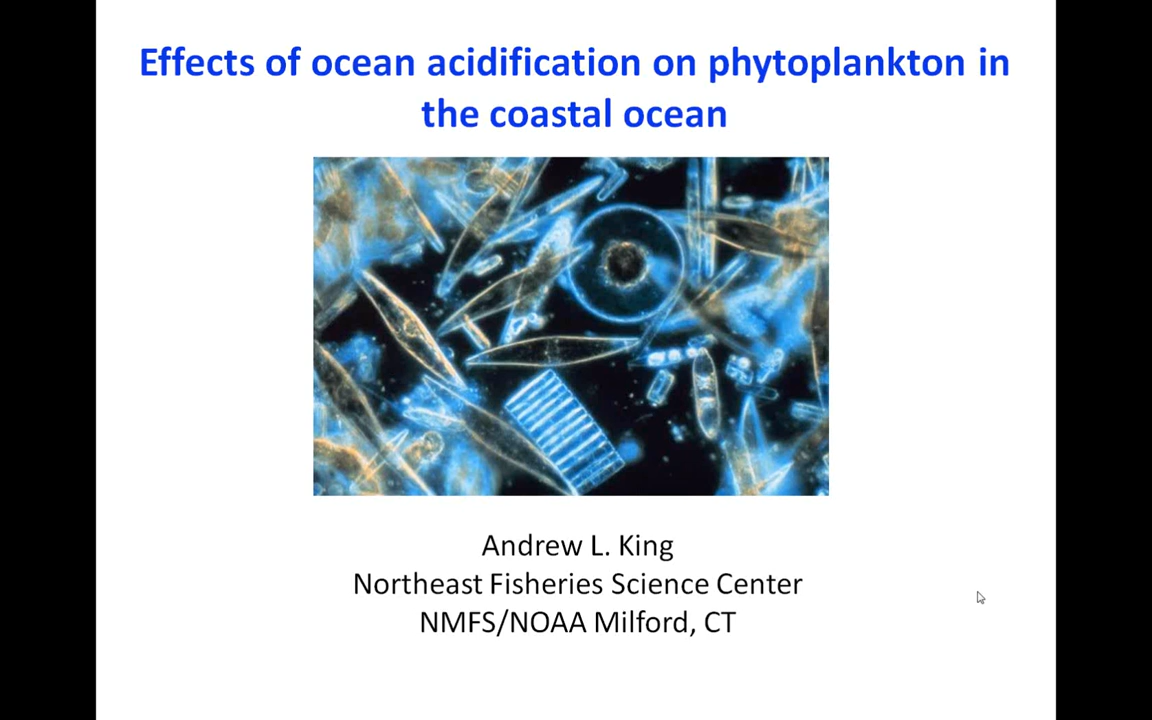 Effects of ocean acidification on phytoplankton in
the coastal ocean
Andrew L. King
Northeast Fisheries Science Center
NMFS/NOAA Milford, CT